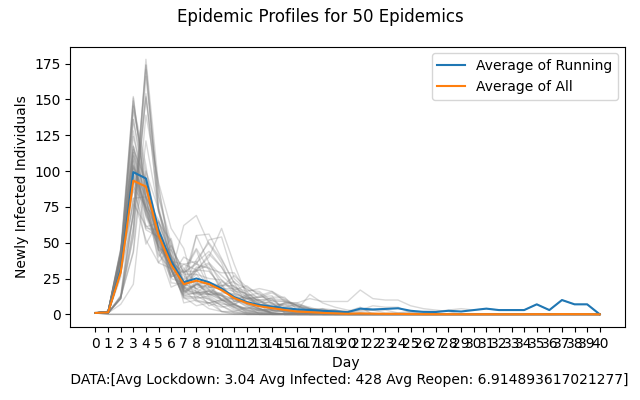 Epidemic Profiles for 50 Epidemics
Average of Running
Average of All
Newly Infected Individuals
175
150
125
100
75
50
25
0
0 1 2 3 4 5 6 7 8 9 10 11 12 13 14 15 16 17 18 19 20 21 22 23 24 25 26 27 28 29 30 31 32 33 34 35 36 37 38 39 40
Day
DATA:[Avg Lockdown: 3.04 Avg Infected: 428 Avg Reopen: 6.914893617021277]